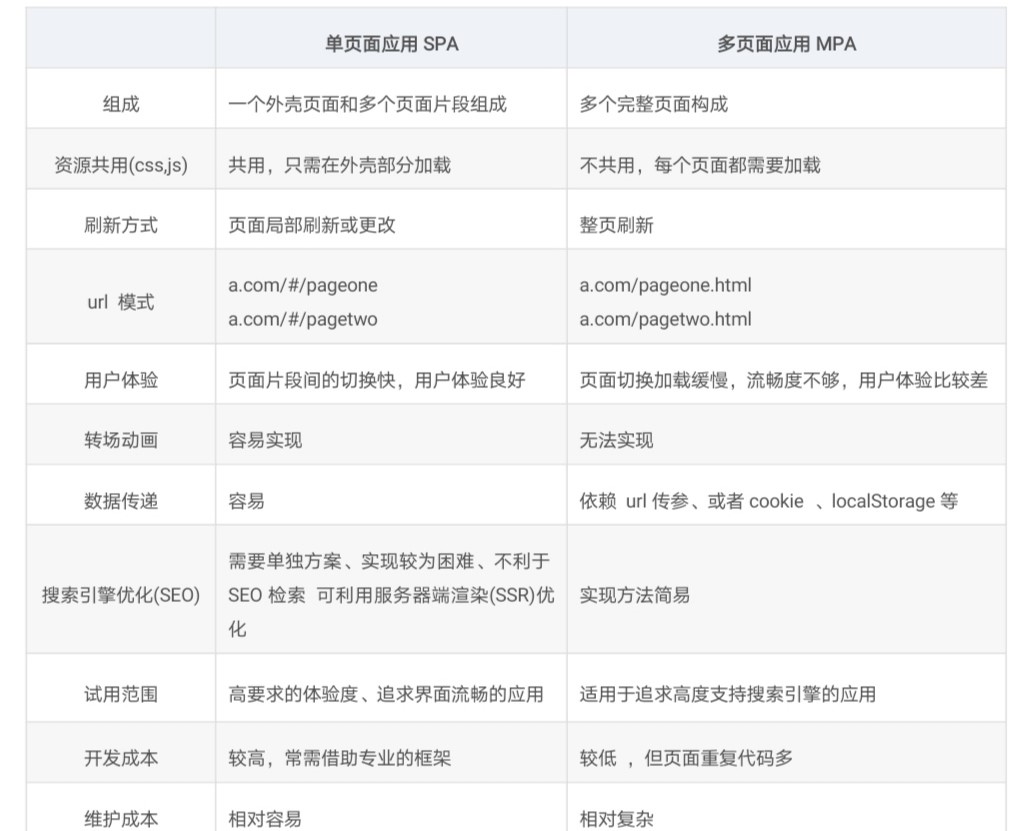 单页面应用 SPA 多页面应用 MPA
组成 一个外壳页面和多个页面片段组成 多个完整页面构成
资源共用(css,js) 共用，只需在外壳部分加载 不共用，每个页面都需要加载
刷新方式 页面局部刷新或更改 整页刷新
url 模式
a.com/#/pageone
a.com/#/pagetwo
a.com/pageone.html
a.com/pagetwo.html
用户体验 页面片段间的切换快，用户体验良好 页面切换加载缓慢，流畅度不够，用户体验比较差
转场动画 容易实现 无法实现
数据传递 容易 依赖 url 传参、或者 cookie 、localStorage 等
搜索引擎优化(SEO)
需要单独方案、实现较为困难、不利于
SEO 检索 可利用服务器端渲染(SSR)优
化
实现方法简易
试用范围 高要求的体验度、追求界面流畅的应用 适用于追求高度支持搜索引擎的应用
开发成本 较高，常需借助专业的框架 较低 ，但页面重复代码多
维护成本 相对容易 相对复杂